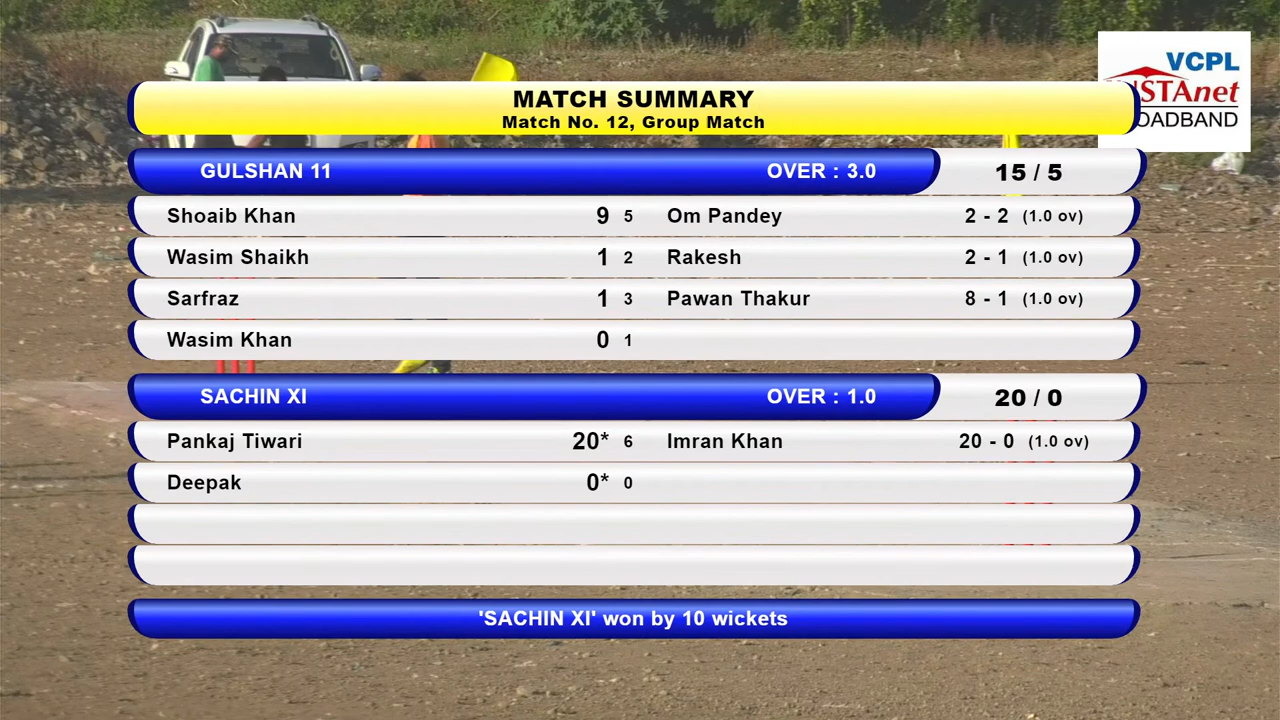 VCPL
STAnet
OADBAND
MATCH SUMMARY
Match No. 12, Group Match
GULSHAN 11 OVER : 3.0 15 / 5
Shoaib Khan 9 5 Om Pandey 2 - 2 (1.0 ov)
Wasim Shaikh 1 2 Rakesh 2 - 1 (1.0 ov)
Sarfraz 1 3 Pawan Thakur 8 - 1 (1.0 ov)
Wasim Khan 0 1
SACHIN XI OVER : 1.0 20 / 0
Pankaj Tiwari 20* 6 Imran Khan 20 - 0 (1.0 ov)
Deepak 0* 0
'SACHIN XI' won by 10 wickets